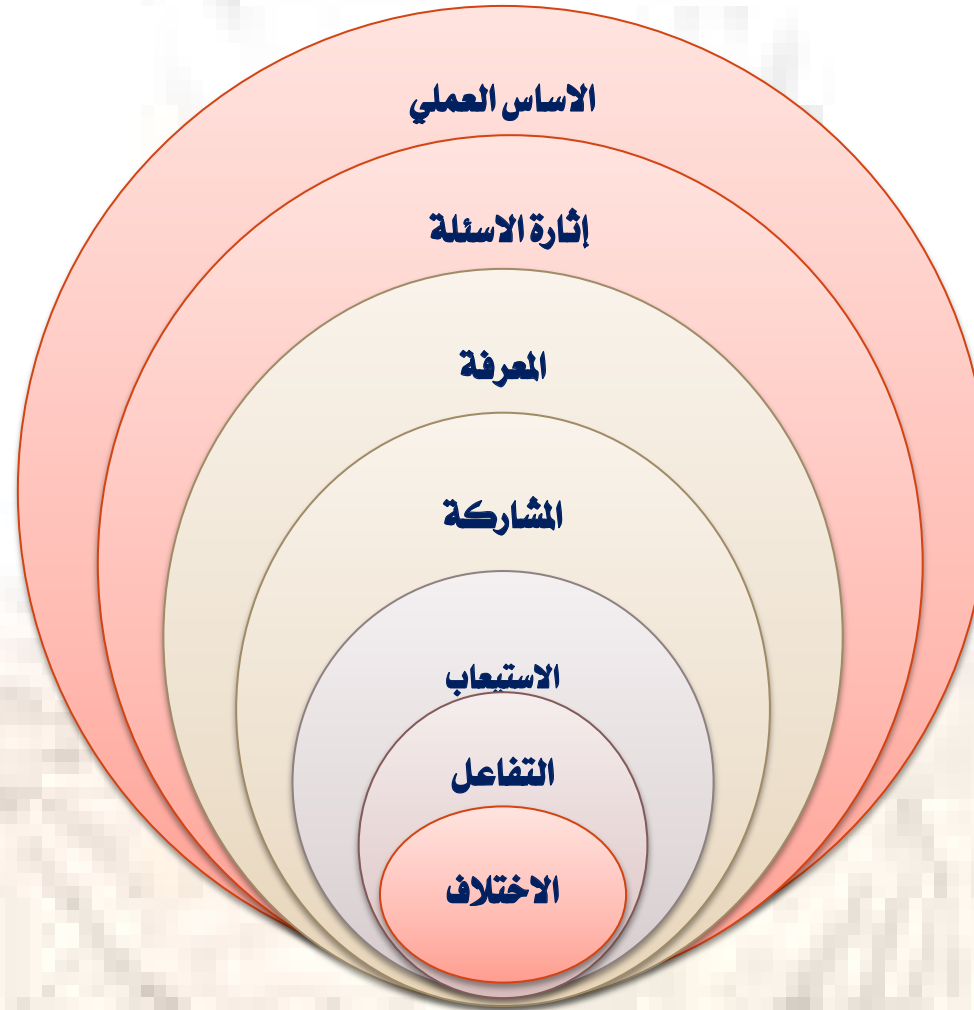 الاساس العملي
إثارة الاسئلة
المعرفة
المشاركة
الاستيعاب
التفاعل
الاختلاف